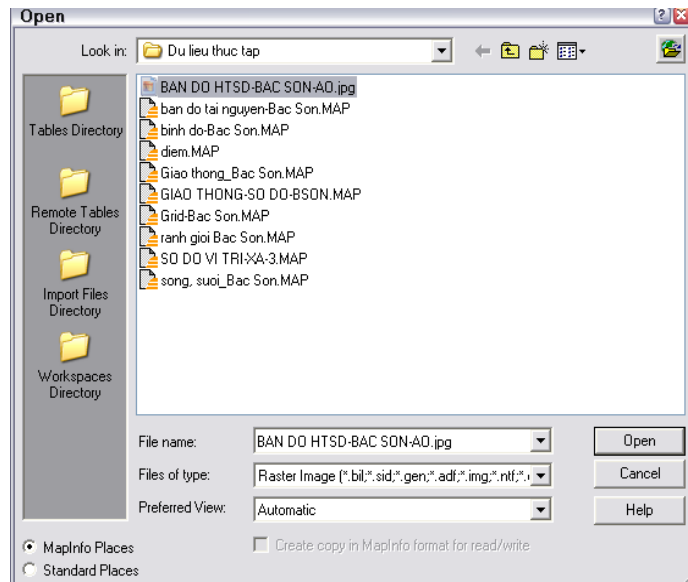 Open
Look in: Du lieu thuc tap
Tables Directory
Remote Tables
Directory
Import Files
Directory
Workspaces
Directory
BAN DO HTSD-BAC SON-AO.jpg
ban do tai nguyen-Bac Son.MAP
binh do-Bac Son.MAP
diem.MAP
Giao thong_Bac Son.MAP
GIAO THONG-SO DO-BSON.MAP
Grid-Bac Son.MAP
ranh gioi Bac Son.MAP
SO DO VI TRI-XA-3.MAP
song, suoi_Bac Son.MAP
File name: BAN DO HTSD-BAC SON-AO.jpg Open
Files of type: Raster Image (*.bil;*.sid;*.gen;*.adf;*.img;*.ntf;*. Cancel
Preferred View: Automatic Help
MapInfo Places
Create copy in MapInfo format for read/write
Standard Places